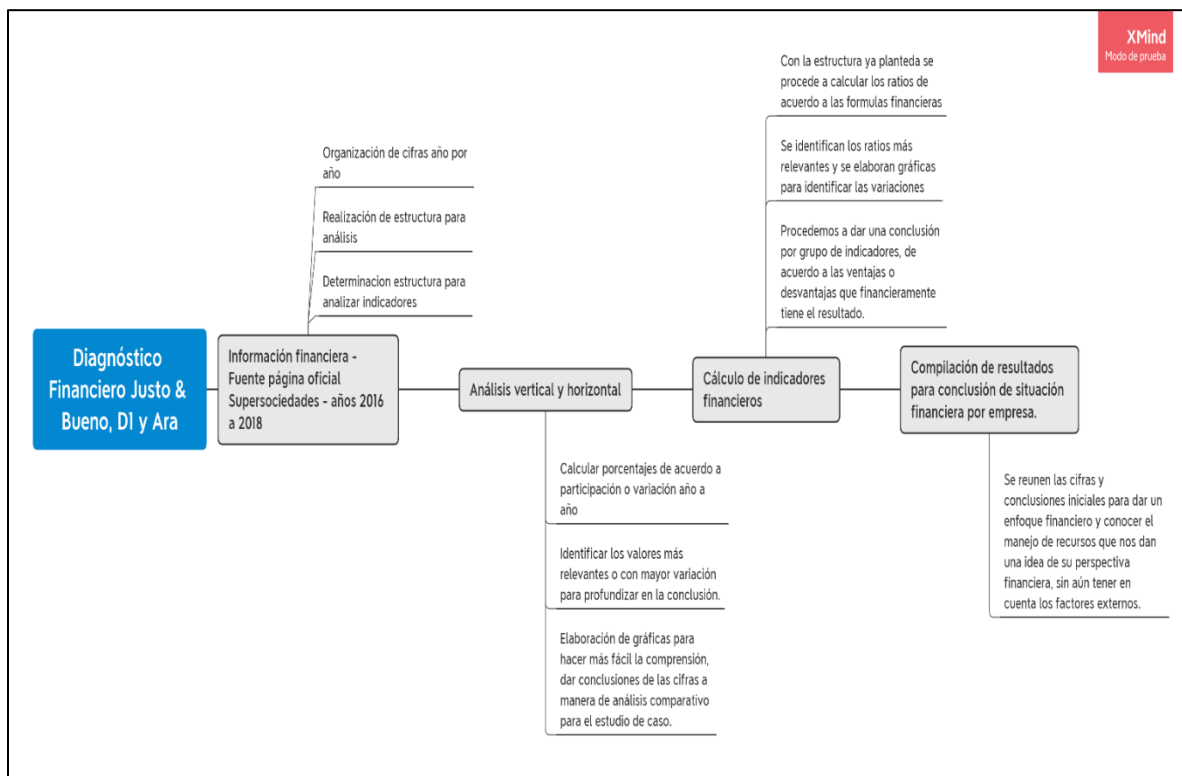 XMind
Modo de prueba
Con la estructura ya planteda se
procede a calcular los ratios de
acuerdo a las formulas financieras
Se identifican los ratios más
relevantes y se elaboran gráficas
para identificar las variaciones
Procedemos a dar una conclusión
por grupo de indicadores, de
acuerdo a las ventajas o
desvantajas que financieramente
tiene el resultado.
Organización de cifras año por
año
Realización de estructura para
análisis
Determinacion estructura para
analizar indicadores
Diagnóstico
Financiero Justo &
Bueno, D1 y Ara
Información financiera -
Fuente página oficial
Supersociedades - años 2016
a 2018
Análisis vertical y horizontal
Cálculo de indicadores
financieros
Compilación de resultados
para conclusión de situación
financiera por empresa.
Calcular porcentajes de acuerdo a
participación o variación año a
año
Identificar los valores más
relevantes o con mayor variación
para profundizar en la conclusión.
Elaboración de gráficas para
hacer más fácil la comprensión,
dar conclusiones de las cifras a
manera de análisis comparativo
para el estudio de caso.
Se reunen las cifras y
conclusiones iniciales para dar un
enfoque financiero y conocer el
manejo de recursos que nos dan
una idea de su perspectiva
financiera, sin aún tener en
cuenta los factores externos.